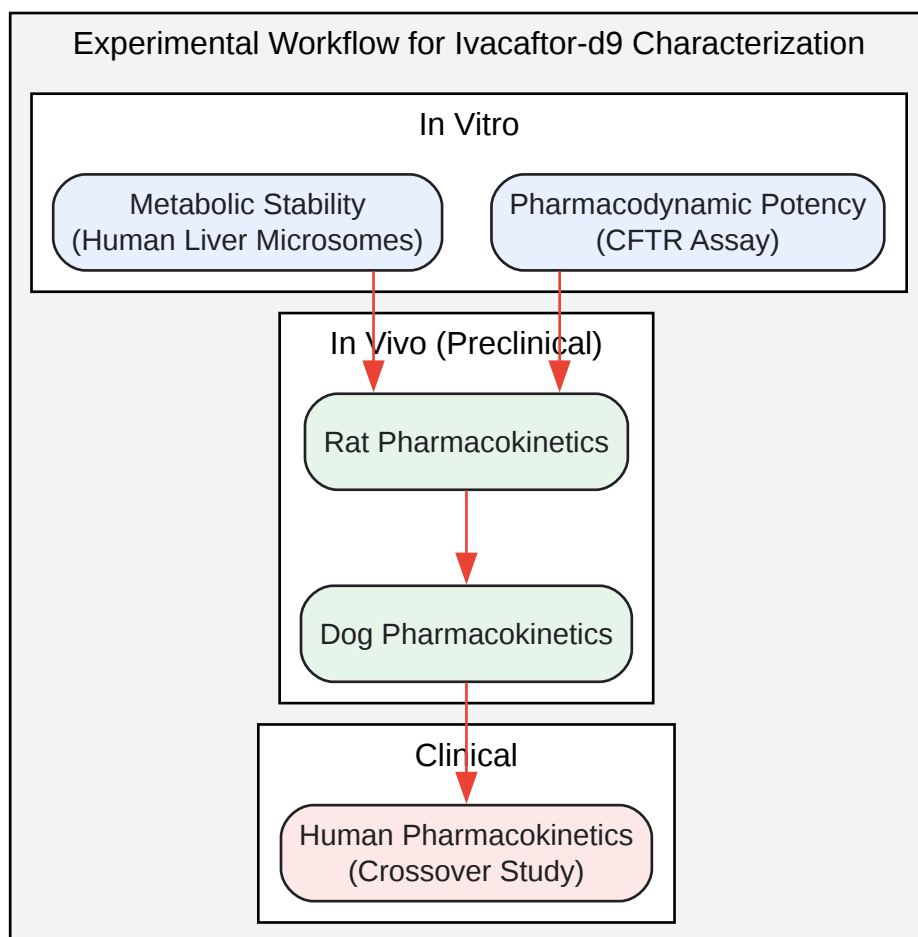 Experimental Workflow for Ivacaftor-d9 Characterization
In Vitro
Metabolic Stability
(Human Liver Microsomes)
Pharmacodynamic Potency
(CFTR Assay)
In Vivo (Preclinical)
Rat Pharmacokinetics
Dog Pharmacokinetics
Clinical
Human Pharmacokinetics
(Crossover Study)